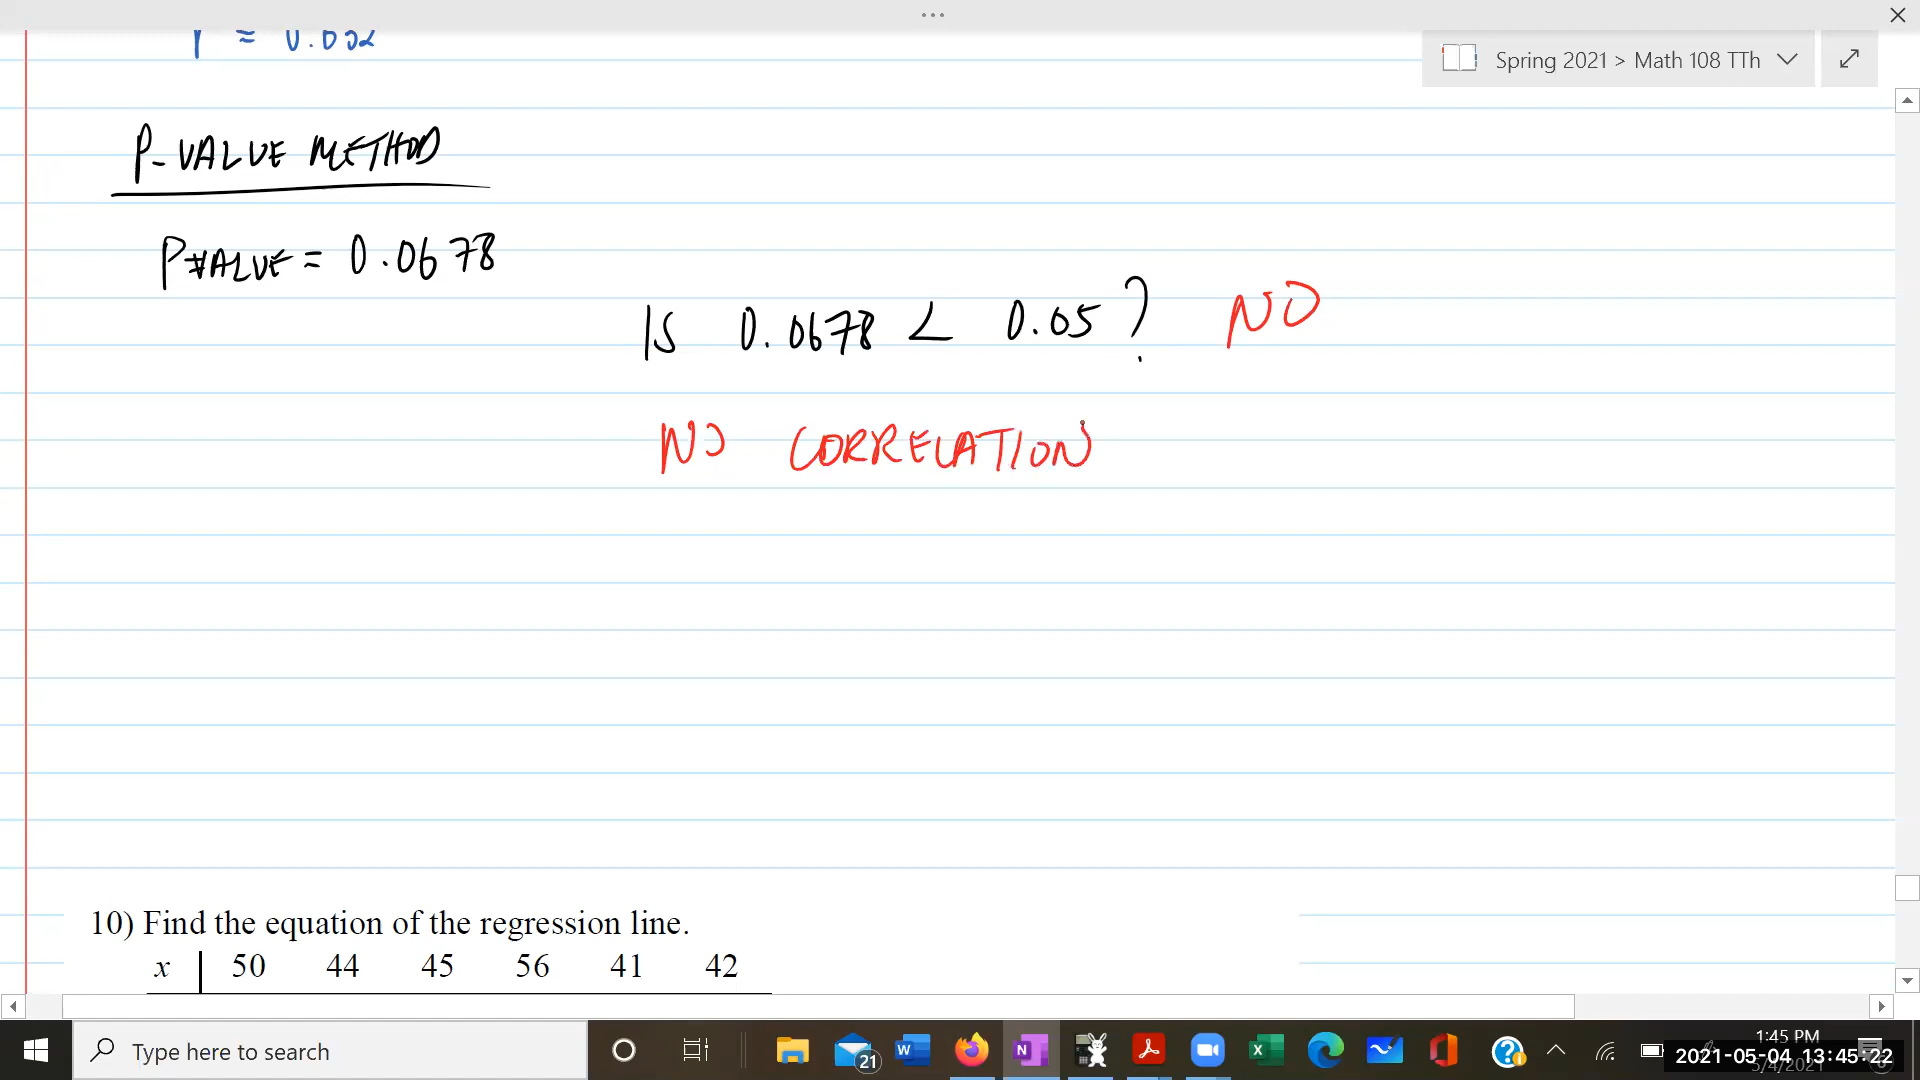 Spring 2021 > Math 108 TTh
P-VALUE METHOD
P-VALUE = 0.0678
IS 0.0678 < 0.05 ? NO
NO CORRELATION
10) Find the equation of the regression line.
x 50 44 45 56 41 42
Type here to search
21
1:45 PM
2021-05-04 13:45:22